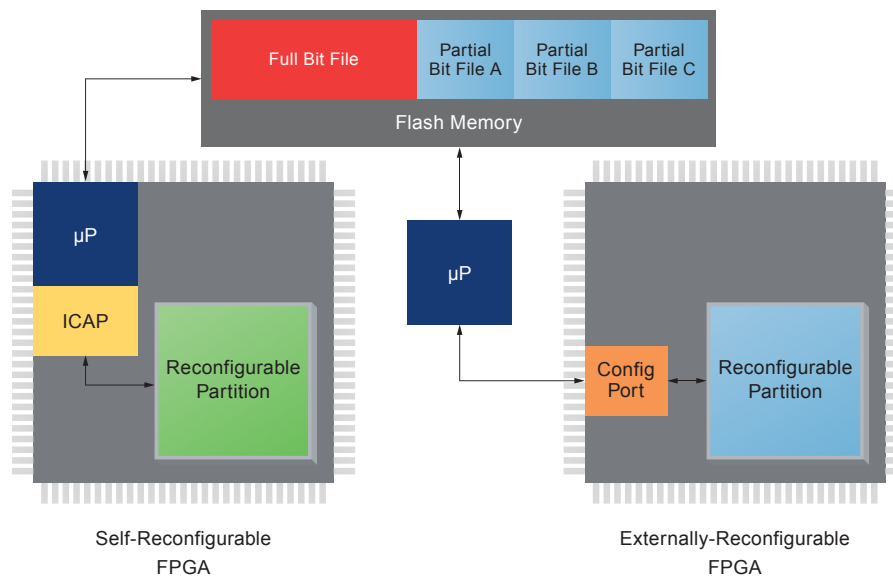 Full Bit File
Partial
Bit File A
Partial
Bit File B
Partial
Bit File C
Flash Memory
µP
ICAP
Reconfigurable
Partition
µP
Config
Port
Reconfigurable
Partition
Self-Reconfigurable
FPGA
Externally-Reconfigurable
FPGA